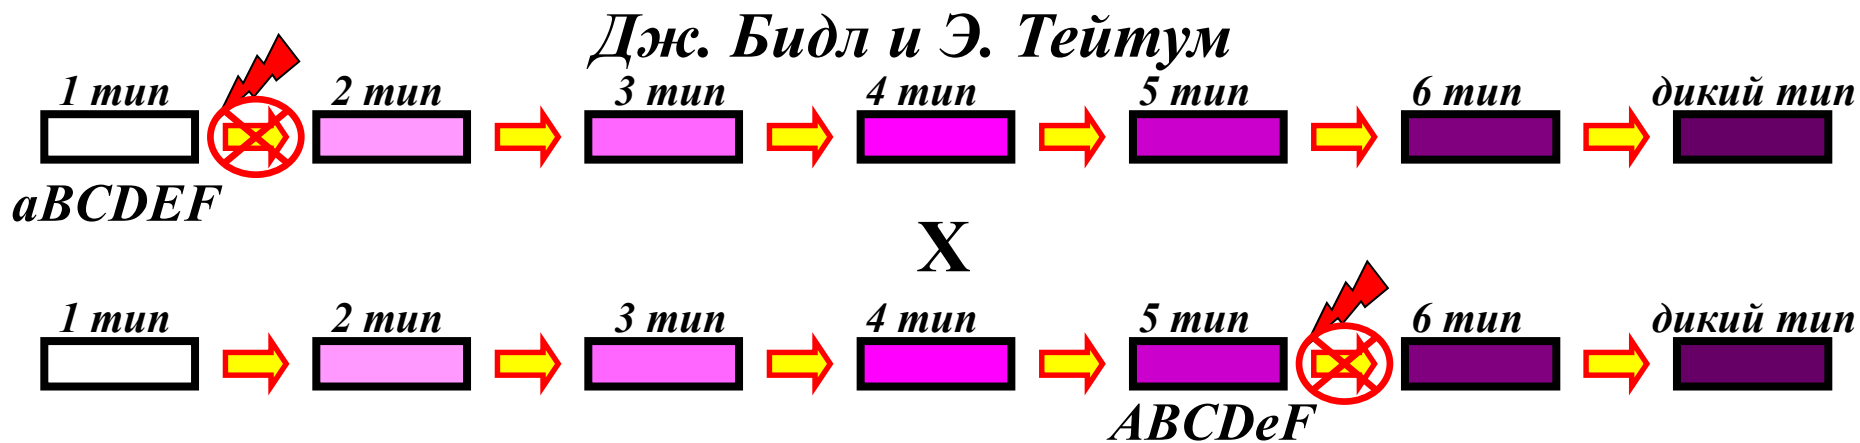 Дж. Бидл и Э. Тейтум
1 тип 2 тип 3 тип 4 тип 5 тип 6 тип дикий тип
aBCDEF
X
1 тип 2 тип 3 тип 4 тип 5 тип 6 тип дикий тип
ABCDeF